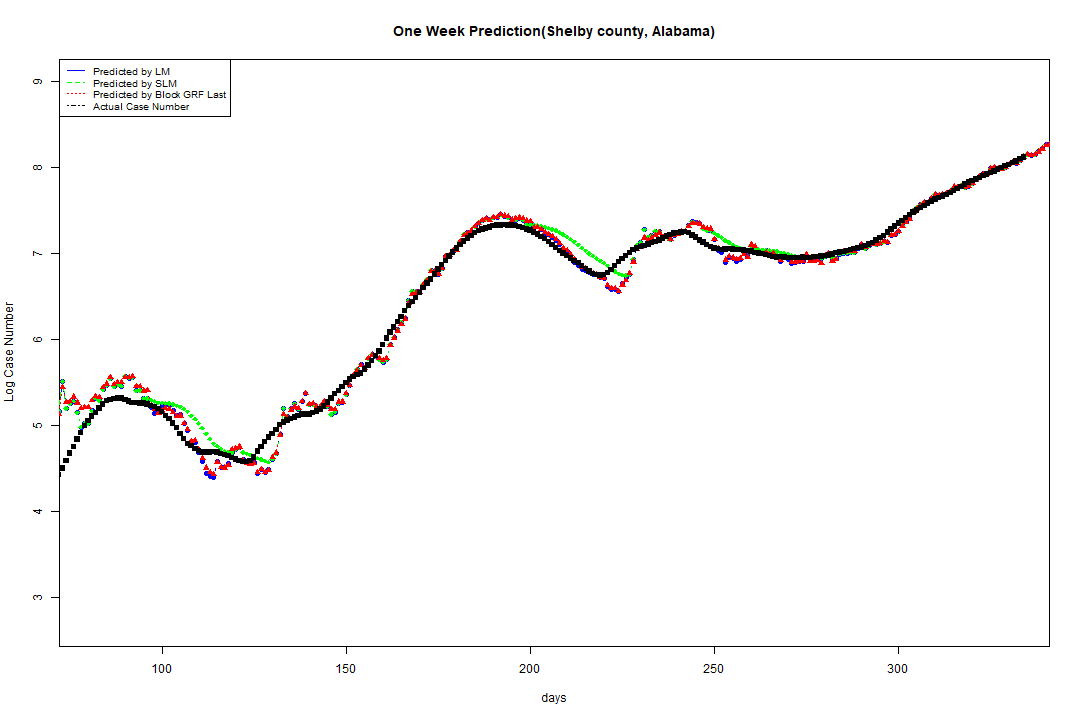 One Week Prediction(Shelby county, Alabama)
Predicted by LM
Predicted by SLM
Predicted by Block GRF Last
Actual Case Number
9
8
7
6
5
4
3
Log Case Number
100 150 200 250 300
days